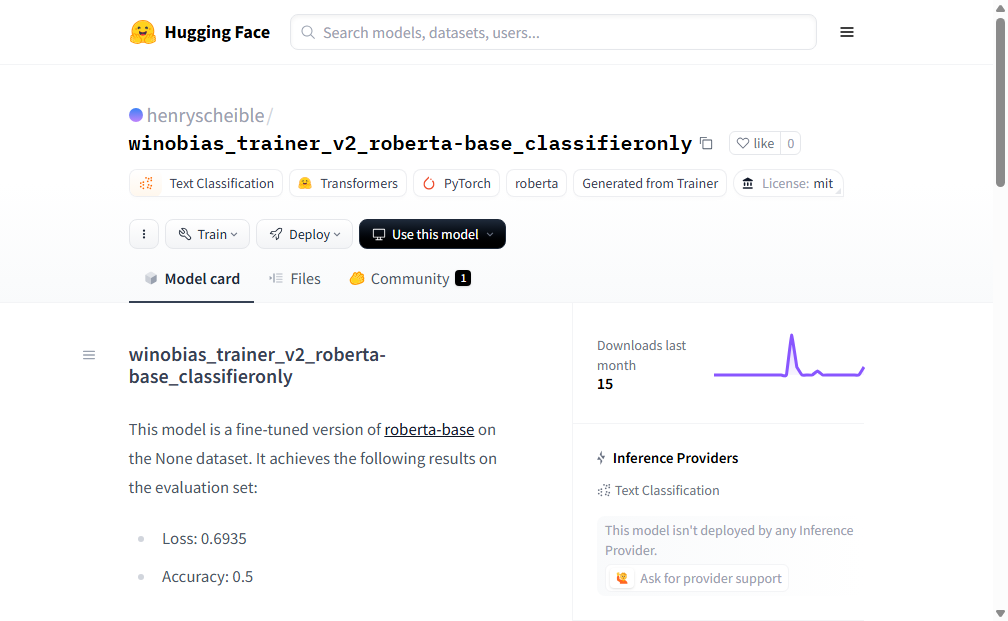 Hugging Face
Search models, datasets, users...
henryscheible/
winobias_trainer_v2_roberta-base_classifieronly
like 0
Text Classification
Transformers
PyTorch
roberta
Generated from Trainer
License: mit
Train
Deploy
Use this model
Model card
Files
Community 1
winobias_trainer_v2_roberta-
base_classifieronly
This model is a fine-tuned version of roberta-base on
the None dataset. It achieves the following results on
the evaluation set:
Loss: 0.6935
Accuracy: 0.5
Downloads last
month
15
Inference Providers
Text Classification
This model isn't deployed by any Inference
Provider.
Ask for provider support